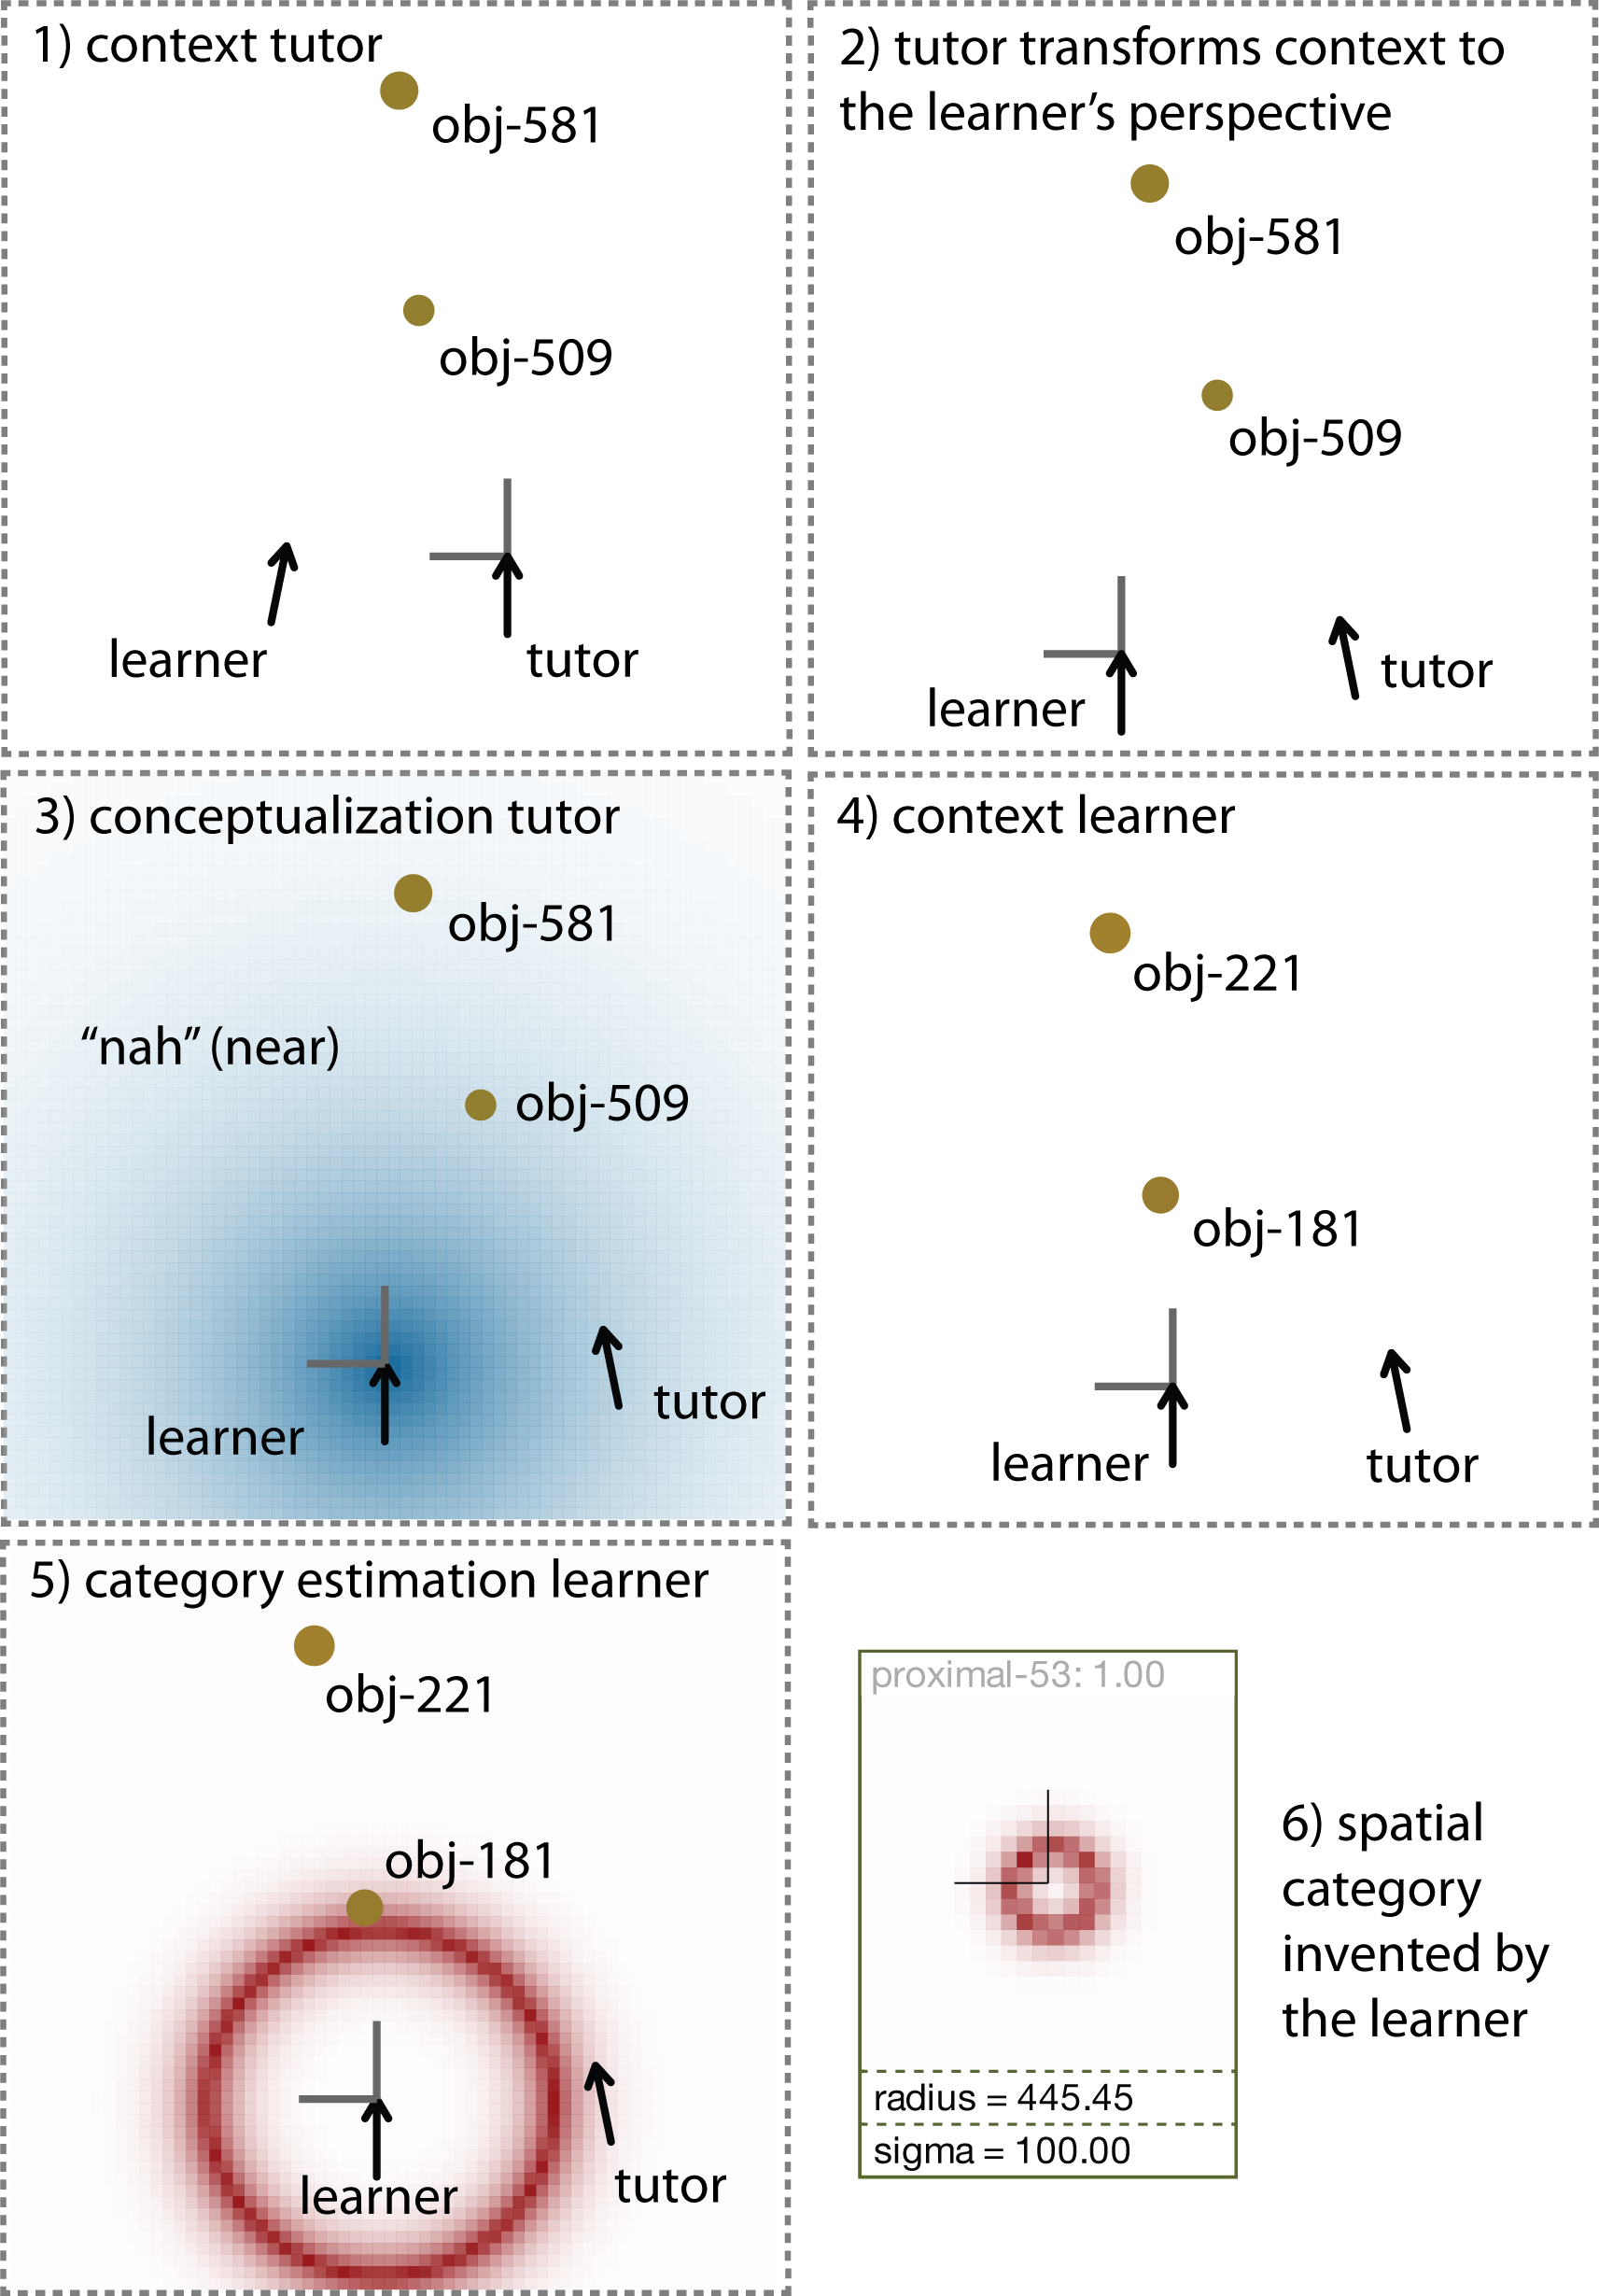 1) context tutor
obj-581
obj-509
learner
tutor
2) tutor transforms context to
the learner’s perspective
obj-581
obj-509
learner
tutor
3) conceptualization tutor
obj-581
“nah” (near)
obj-509
learner
tutor
4) context learner
obj-221
obj-181
learner
tutor
5) category estimation learner
obj-221
obj-181
learner
tutor
proximal-53: 1.00
radius = 445.45
sigma = 100.00
6) spatial
category
invented by
the learner